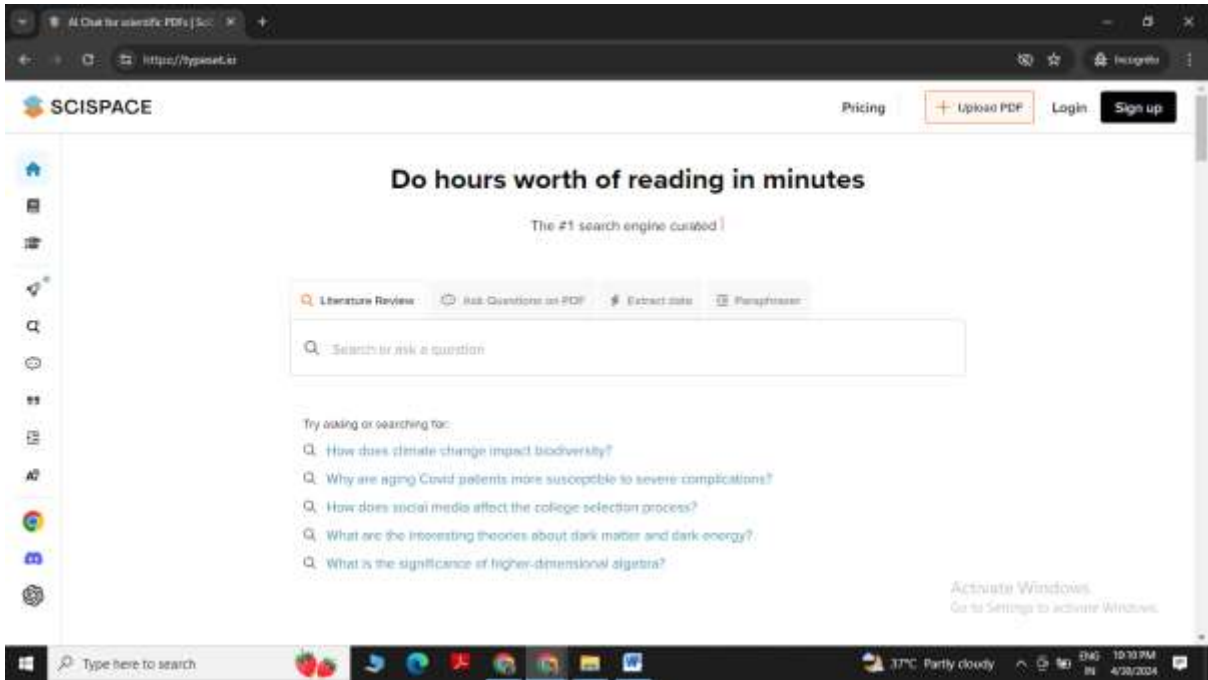 AI Chat for scientific PDFs | Sci
https://typeset.io
Incognito
SCISPACE
Pricing
Upload PDF
Login
Sign up
Do hours worth of reading in minutes
The #1 search engine curated
Literature Review
Ask Questions on PDF
Extract data
Paraphraser
Search or ask a question
Try asking or searching for:
How does climate change impact biodiversity?
Why are aging Covid patients more susceptible to severe complications?
How does social media affect the college selection process?
What are the interesting theories about dark matter and dark energy?
What is the significance of higher-dimensional algebra?
Activate Windows
Go to Settings to activate Windows.
Type here to search
37°C Partly cloudy
ENG
IN
10:10 PM
4/30/2024